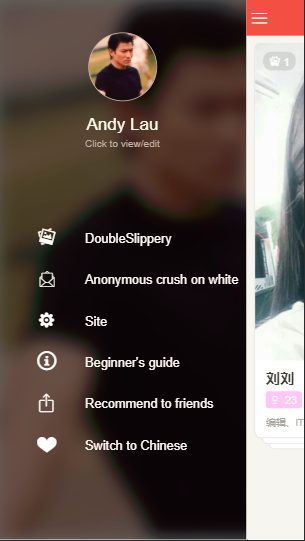 1
Andy Lau
Click to view/edit
DoubleSlippery
Anonymous crush on white
Site
Beginner's guide
Recommend to friends
Switch to Chinese
刘刘
♀ 23
编辑、IT